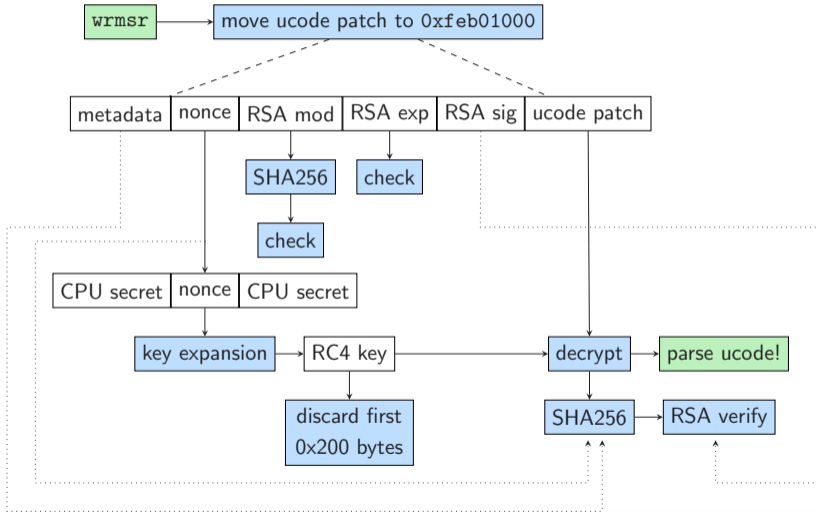 wrmsr
move ucode patch to 0xfeb01000
metadata
nonce
RSA mod
RSA exp
RSA sig
ucode patch
SHA256
check
check
CPU secret
nonce
CPU secret
key expansion
RC4 key
decrypt
parse ucode!
discard first
0x200 bytes
SHA256
RSA verify